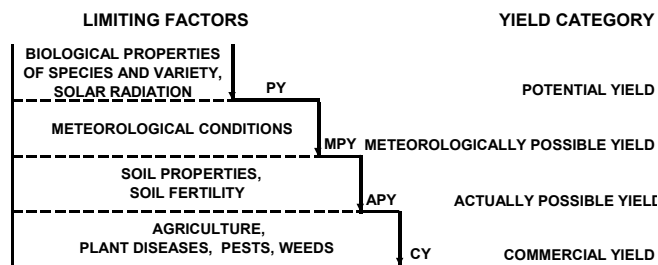 LIMITING FACTORS YIELD CATEGORY
BIOLOGICAL PROPERTIES
OF SPECIES AND VARIETY,
SOLAR RADIATION PY POTENTIAL YIELD
METEOROLOGICAL CONDITIONS
MPY METEOROLOGICALLY POSSIBLE YIELD
SOIL PROPERTIES,
SOIL FERTILITY
APY ACTUALLY POSSIBLE YIELD
AGRICULTURE,
PLANT DISEASES, PESTS, WEEDS
CY COMMERCIAL YIELD